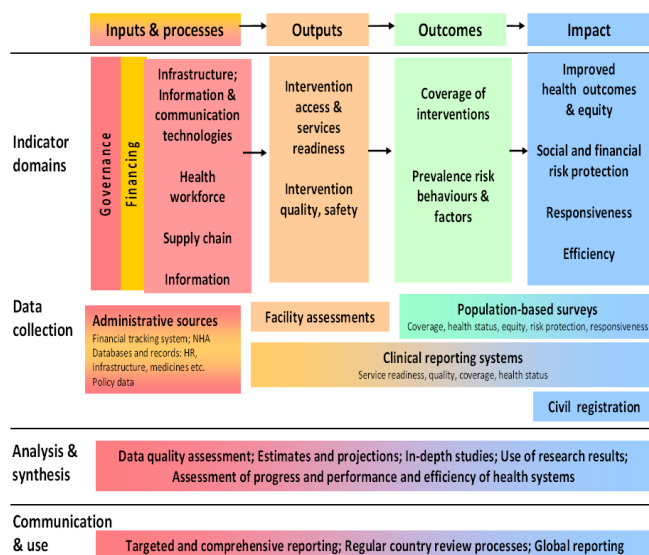 Inputs & processes
Outputs
Outcomes
Impact
Indicator
domains
Governance
Financing
Infrastructure;
Information &
communication
technologies
Health
workforce
Supply chain
Information
Intervention
access &
services
readiness
Intervention
quality, safety
Coverage of
interventions
Prevalence risk
behaviours &
factors
Improved
health outcomes
& equity
Social and financial
risk protection
Responsiveness
Efficiency
Data
collection
Administrative sources
Financial tracking system; NHA
Databases and records: HR,
infrastructure, medicines etc.
Policy data
Facility assessments
Population-based surveys
Coverage, health status, equity, risk protection, responsiveness
Clinical reporting systems
Service readiness, quality, coverage, health status
Civil registration
Analysis &
synthesis
Data quality assessment; Estimates and projections; In-depth studies; Use of research results;
Assessment of progress and performance and efficiency of health systems
Communication
& use
Targeted and comprehensive reporting; Regular country review processes; Global reporting